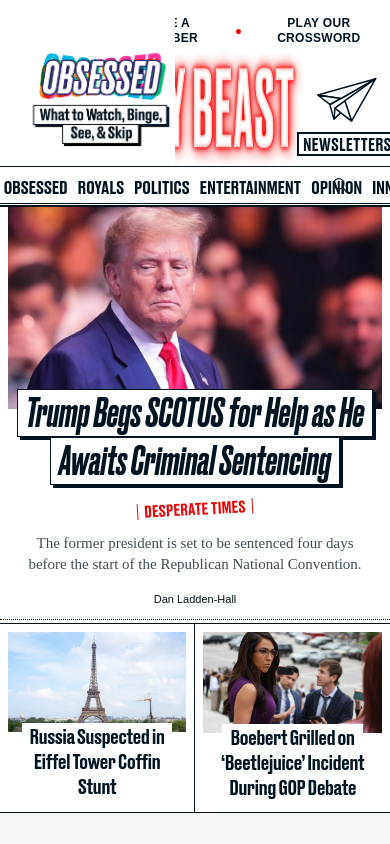 E A
BER
PLAY OUR
CROSSWORD
OBSESSED
What to Watch, Binge,
See, & Skip
Y BEAST
NEWSLETTERS
OBSESSED ROYALS POLITICS ENTERTAINMENT OPINION INN
Trump Begs SCOTUS for Help as He
Awaits Criminal Sentencing
DESPERATE TIMES
The former president is set to be sentenced four days
before the start of the Republican National Convention.
Dan Ladden-Hall
Russia Suspected in
Eiffel Tower Coffin
Stunt
Boebert Grilled on
‘Beetlejuice’ Incident
During GOP Debate